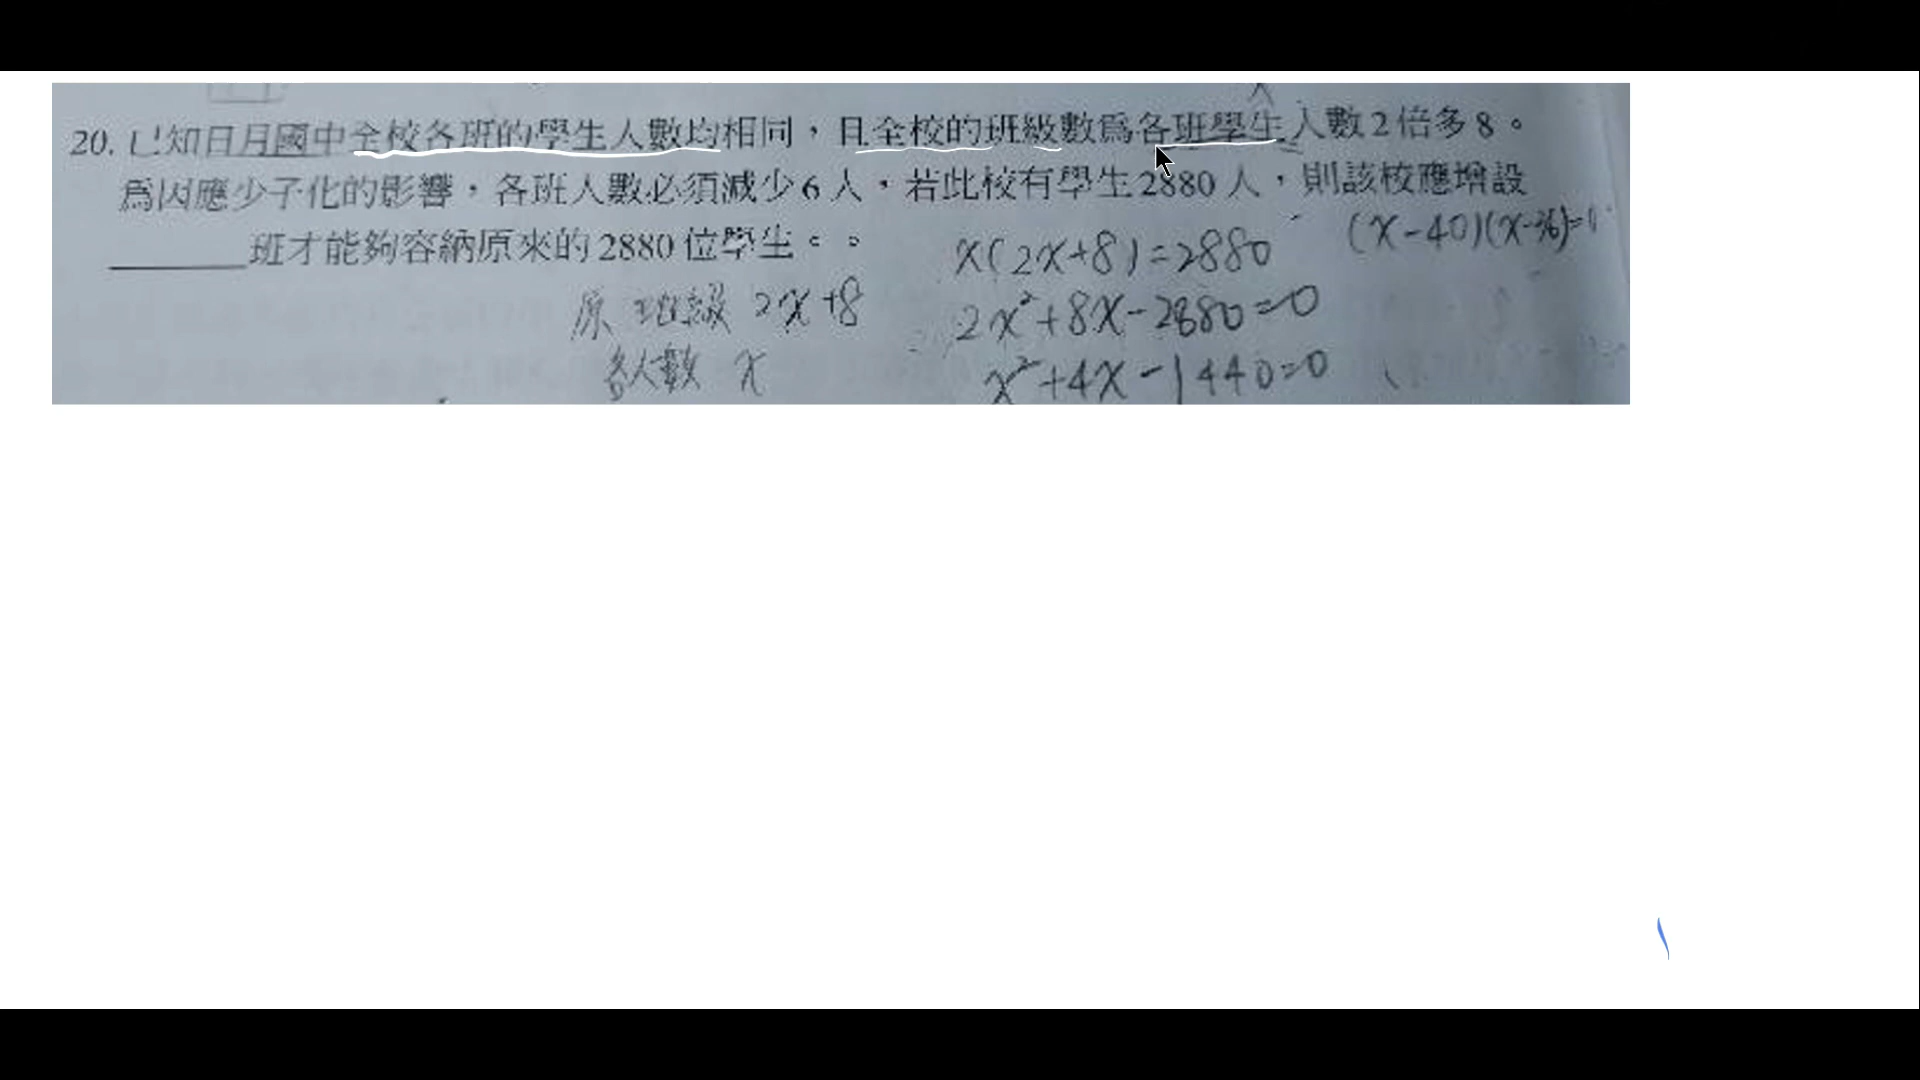 20. 已知日月國中全校各班的學生人數均相同，且全校的班級數為各班學生人數2倍多8。
為因應少子化的影響，各班人數必須減少6人，若此校有學生2880人，則該校應增設
______班才能夠容納原來的2880位學生。。
x(2x+8)=2880
(x-40)(x-36)=0
原班級 2x+8
2x²+8x-2880=0
各人數 x
x²+4x-1440=0